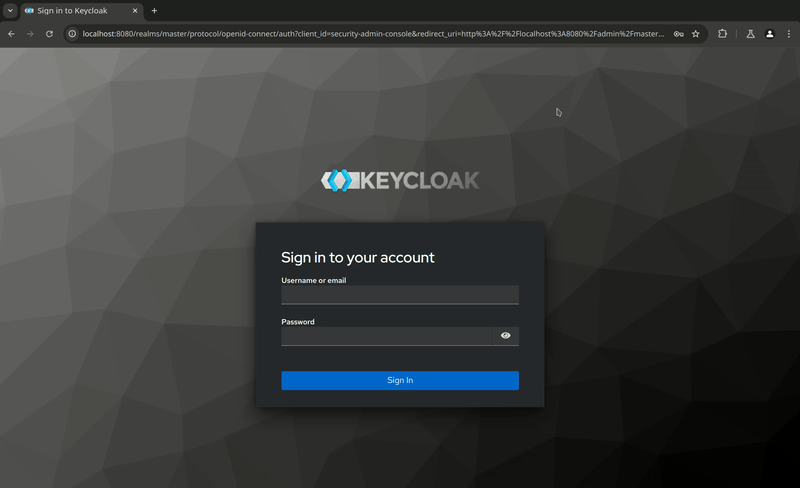 Sign in to Keycloak
localhost:8080/realms/master/protocol/openid-connect/auth?client_id=security-admin-console&redirect_uri=http%3A%2F%2Flocalhost%3A8080%2Fadmin%2Fmaster...
KEYCLOAK
Sign in to your account
Username or email
Password
Sign In